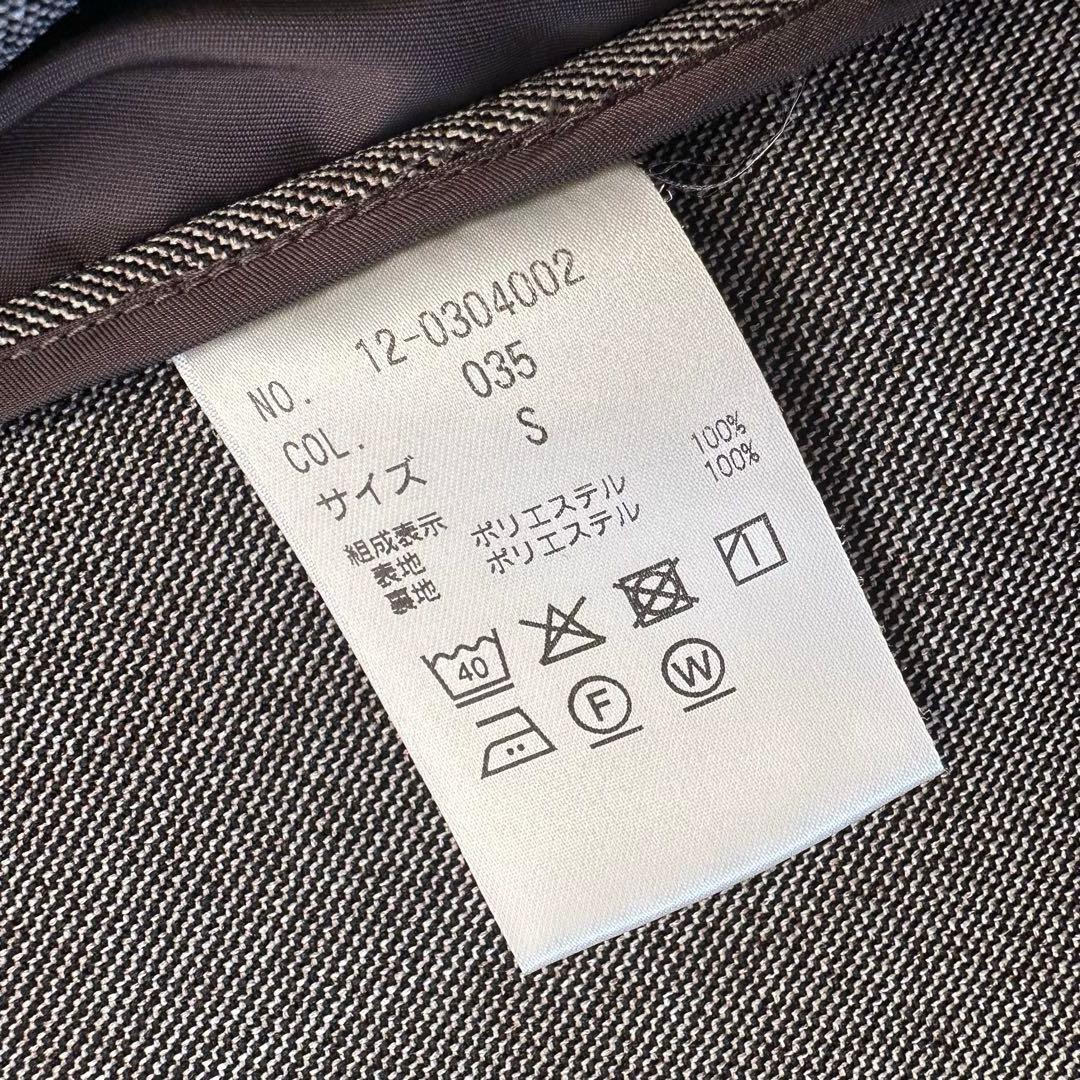 NO. 12-0304002
COL. 035
サイズ S
組成表示
表地 ポリエステル 100%
裏地 ポリエステル 100%
40
F W